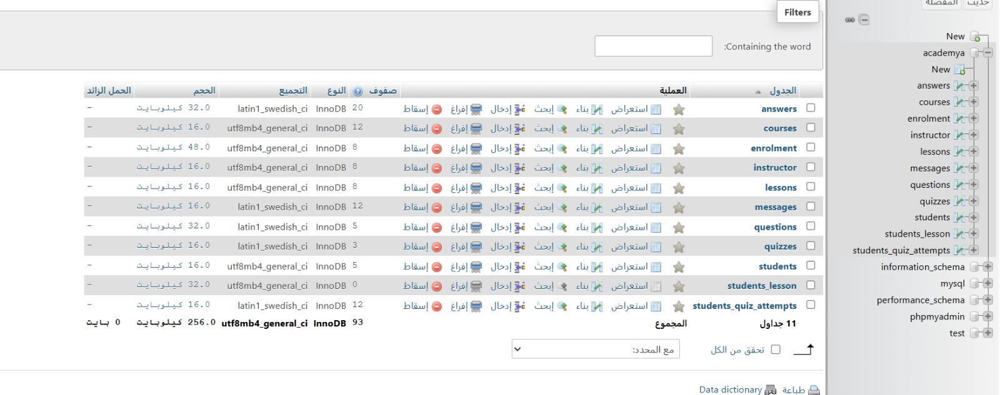 حديث
المفضلة
New
academya
New
answers
courses
enrolment
instructor
lessons
messages
questions
quizzes
students
students_lesson
students_quiz_attempts
information_schema
mysql
performance_schema
phpmyadmin
test
Filters
Containing the word:
الجدول العملية صفوف النوع التجميع الحجم الحمل الزائد
answers استعراض بناء إبحث إدخال إفراغ إسقاط 20 InnoDB latin1_swedish_ci 32.0 كيلوبايت -
courses استعراض بناء إبحث إدخال إفراغ إسقاط 12 InnoDB utf8mb4_general_ci 16.0 كيلوبايت -
enrolment استعراض بناء إبحث إدخال إفراغ إسقاط 8 InnoDB utf8mb4_general_ci 48.0 كيلوبايت -
instructor استعراض بناء إبحث إدخال إفراغ إسقاط 8 InnoDB utf8mb4_general_ci 16.0 كيلوبايت -
lessons استعراض بناء إبحث إدخال إفراغ إسقاط 8 InnoDB utf8mb4_general_ci 16.0 كيلوبايت -
messages استعراض بناء إبحث إدخال إفراغ إسقاط 12 InnoDB latin1_swedish_ci 16.0 كيلوبايت -
questions استعراض بناء إبحث إدخال إفراغ إسقاط 5 InnoDB latin1_swedish_ci 32.0 كيلوبايت -
quizzes استعراض بناء إبحث إدخال إفراغ إسقاط 3 InnoDB latin1_swedish_ci 16.0 كيلوبايت -
students استعراض بناء إبحث إدخال إفراغ إسقاط 5 InnoDB utf8mb4_general_ci 16.0 كيلوبايت -
students_lesson استعراض بناء إبحث إدخال إفراغ إسقاط 0 InnoDB utf8mb4_general_ci 32.0 كيلوبايت -
students_quiz_attempts استعراض بناء إبحث إدخال إفراغ إسقاط 12 InnoDB latin1_swedish_ci 16.0 كيلوبايت -
11 جداول المجموع 93 InnoDB utf8mb4_general_ci 256.0 كيلوبايت 0 بايت
تحقق من الكل مع المحدد:
طباعة Data dictionary